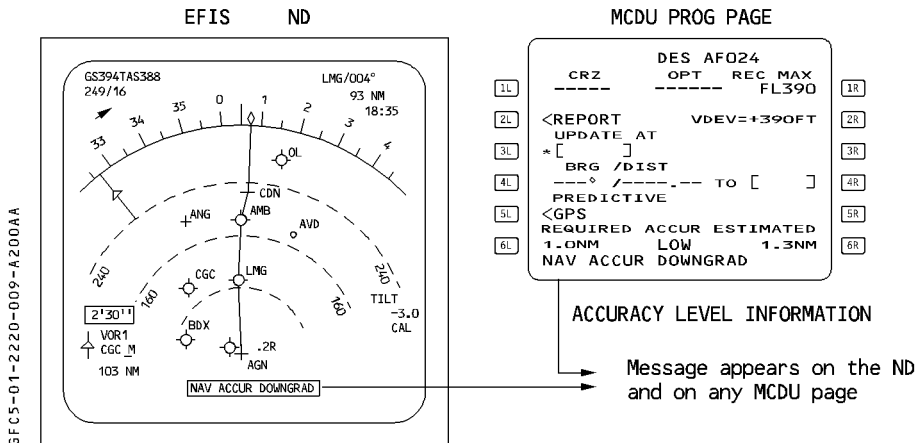 EFIS ND
MCDU PROG PAGE
GS394TAS388
249/16
LMG/004°
93 NM
18:35
33
34
35
0
1
2
3
4
OL
CDN
AMB
ANG
AVD
CGC
LMG
240
160
160
240
TILT
-3.0
CAL
2'30''
VOR1
CGC M
103 NM
BDX
.2R
AGN
NAV ACCUR DOWNGRAD
DES AF024
CRZ OPT REC MAX
----- ------ FL390
<REPORT VDEV=+390FT
UPDATE AT
*[ ]
BRG /DIST
---° /----.-- TO [ ]
PREDICTIVE
<GPS
REQUIRED ACCUR ESTIMATED
1.0NM LOW 1.3NM
NAV ACCUR DOWNGRAD
1L
2L
3L
4L
5L
6L
1R
2R
3R
4R
5R
6R
ACCURACY LEVEL INFORMATION
Message appears on the ND
and on any MCDU page
GFC5-01-2220-009-A200AA